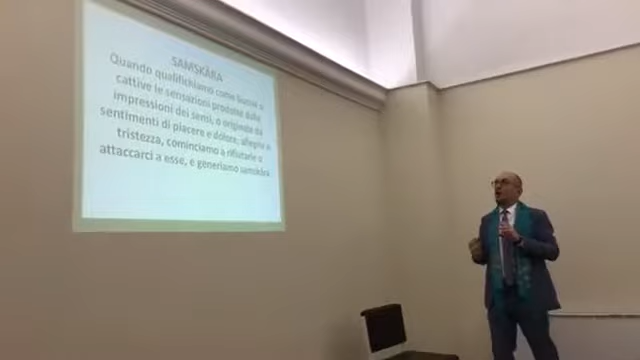 SAMSKĀRA
Quando qualifichiamo come buone o
cattive le sensazioni prodotte dalle
impressioni dei sensi, o originate da
sentimenti di piacere e dolore, allegria o
tristezza, cominciamo a rifiutarle o
attaccarci a esse, e generiamo samskāra